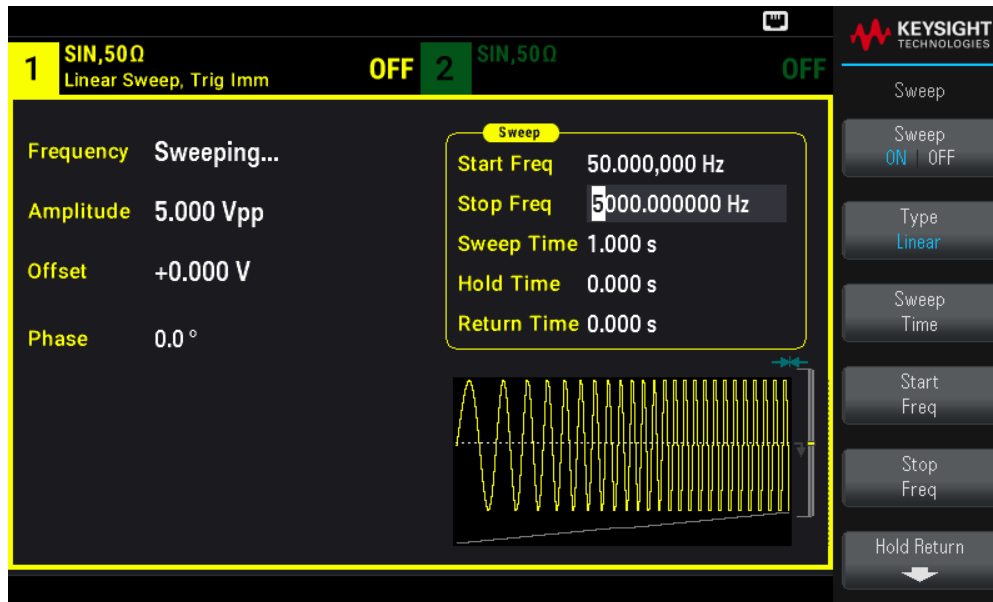 KEYSIGHT
TECHNOLOGIES
1
SIN,50Ω
Linear Sweep, Trig Imm
OFF
2
SIN,50Ω
OFF
Frequency Sweeping...
Amplitude 5.000 Vpp
Offset +0.000 V
Phase 0.0 °
Sweep
Start Freq 50.000,000 Hz
Stop Freq 5000.000000 Hz
Sweep Time 1.000 s
Hold Time 0.000 s
Return Time 0.000 s
Sweep
Sweep
ON | OFF
Type
Linear
Sweep
Time
Start
Freq
Stop
Freq
Hold Return